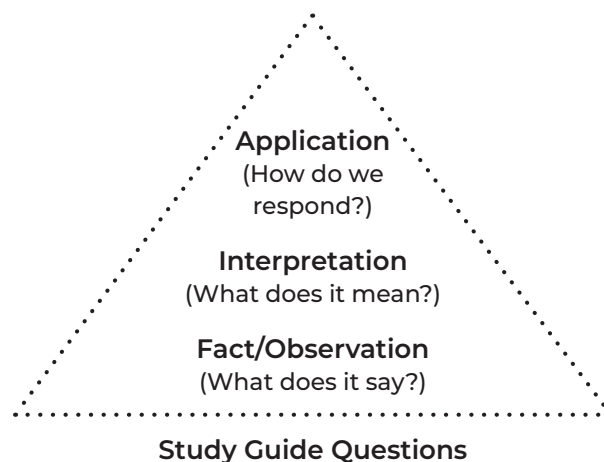 Application
(How do we
respond?)
Interpretation
(What does it mean?)
Fact/Observation
(What does it say?)
Study Guide Questions